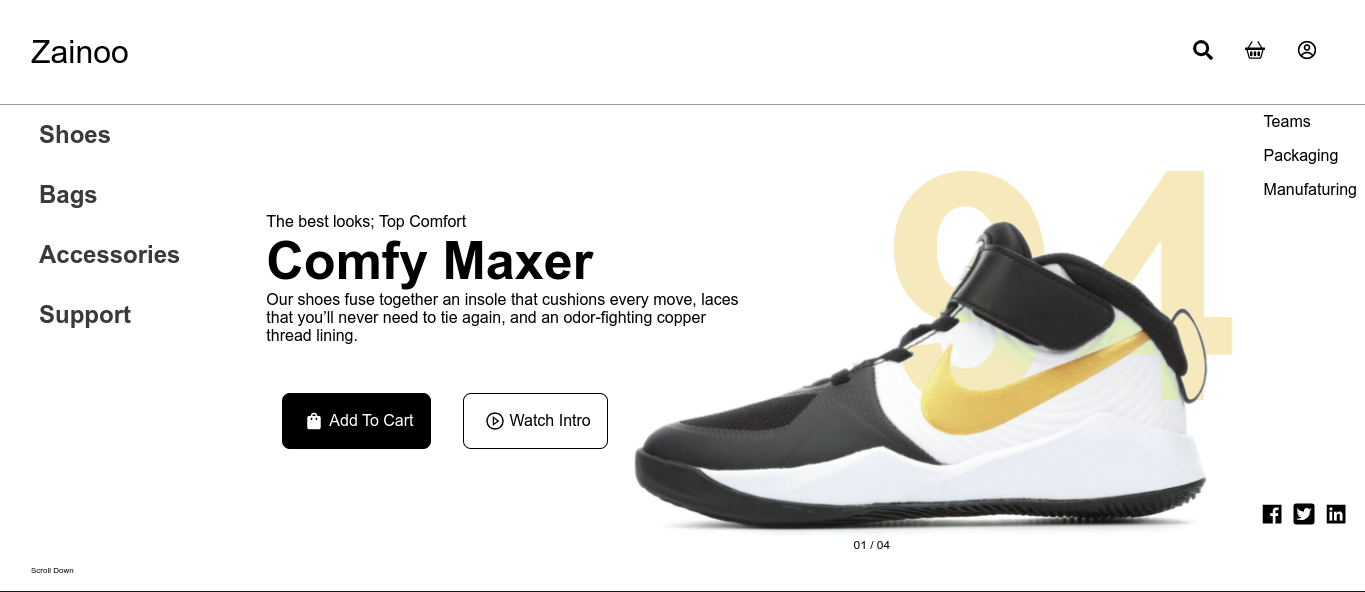 Zainoo
Shoes
Bags
Accessories
Support
Teams
Packaging
Manufaturing
94
The best looks; Top Comfort
Comfy Maxer
Our shoes fuse together an insole that cushions every move, laces
that you’ll never need to tie again, and an odor-fighting copper
thread lining.
Add To Cart
Watch Intro
01 / 04
Scroll Down